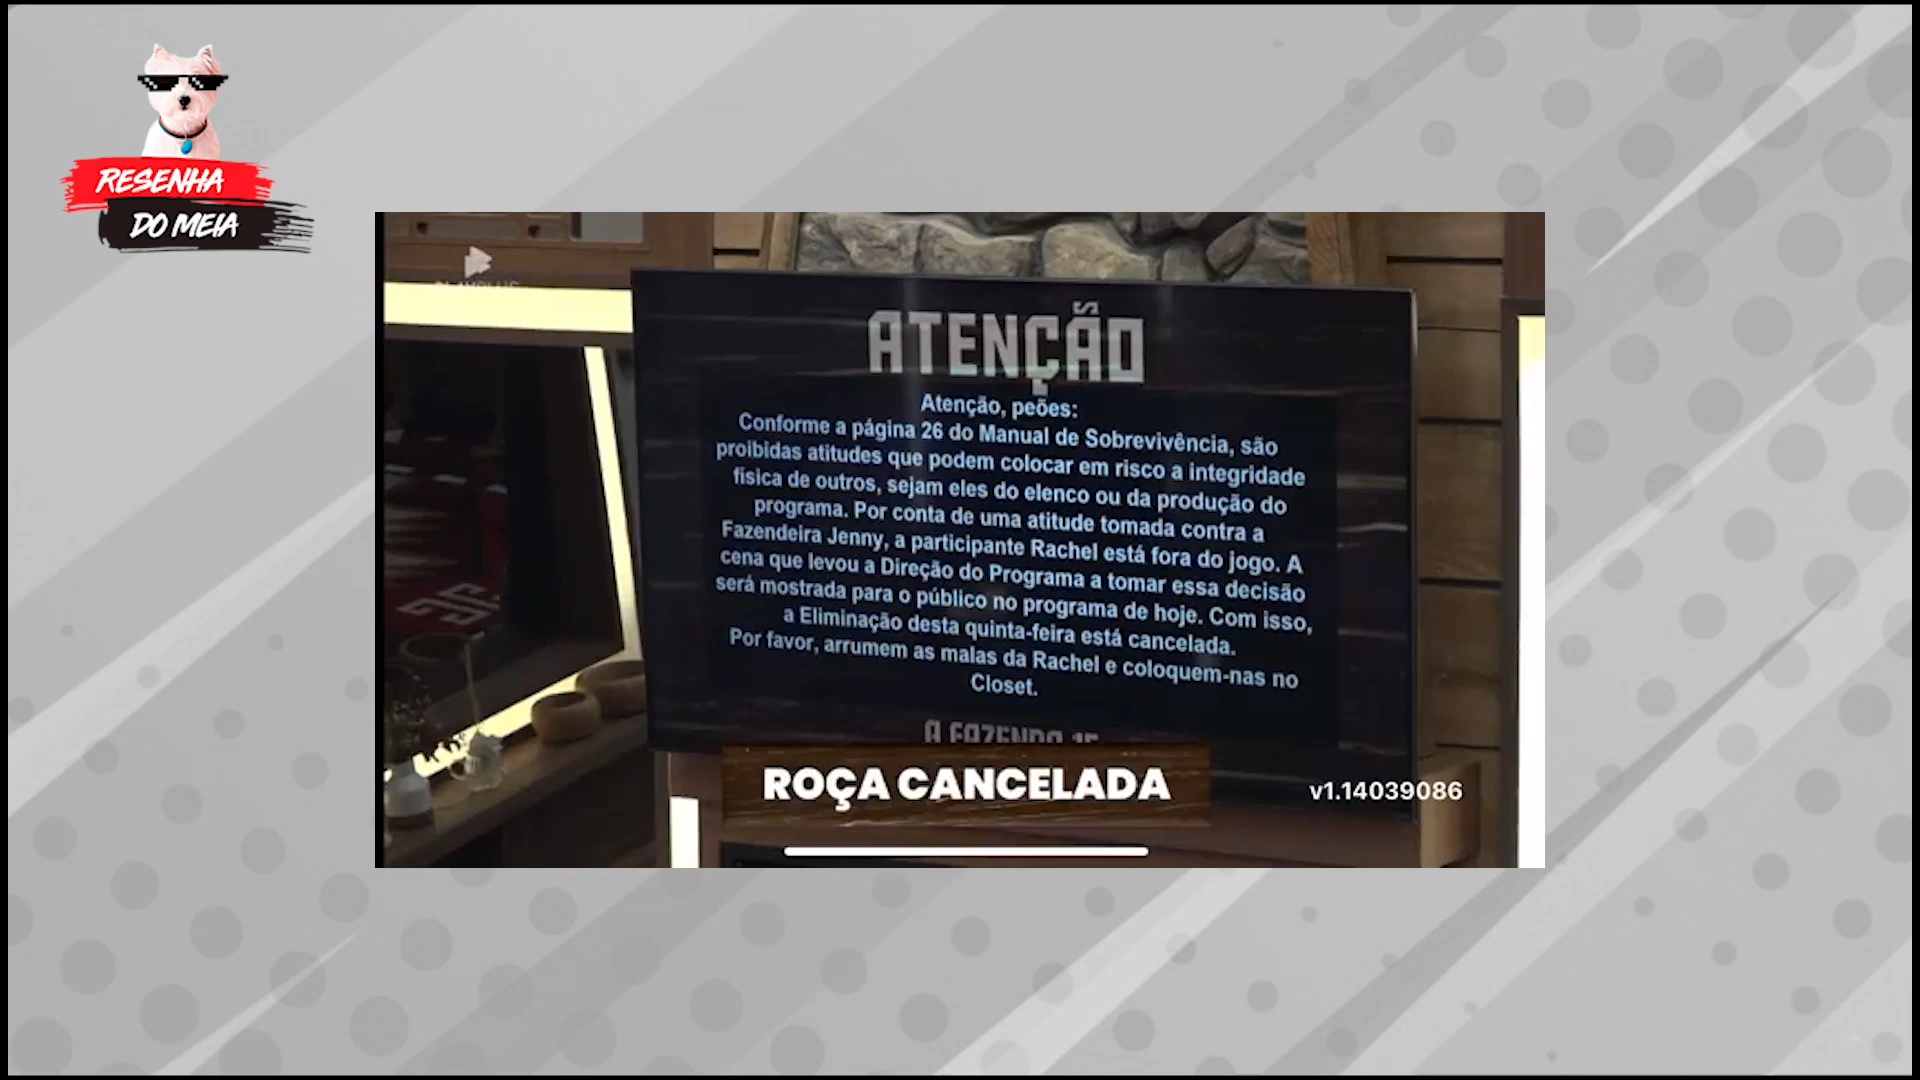 RESENHA
DO MEIA
PLAYPLUS
ATENÇÃO
Atenção, peões:
Conforme a página 26 do Manual de Sobrevivência, são
proibidas atitudes que podem colocar em risco a integridade
física de outros, sejam eles do elenco ou da produção do
programa. Por conta de uma atitude tomada contra a
Fazendeira Jenny, a participante Rachel está fora do jogo. A
cena que levou a Direção do Programa a tomar essa decisão
será mostrada para o público no programa de hoje. Com isso,
a Eliminação desta quinta-feira está cancelada.
Por favor, arrumem as malas da Rachel e coloquem-nas no
Closet.
A FAZENDA 15
ROÇA CANCELADA
v1.14039086